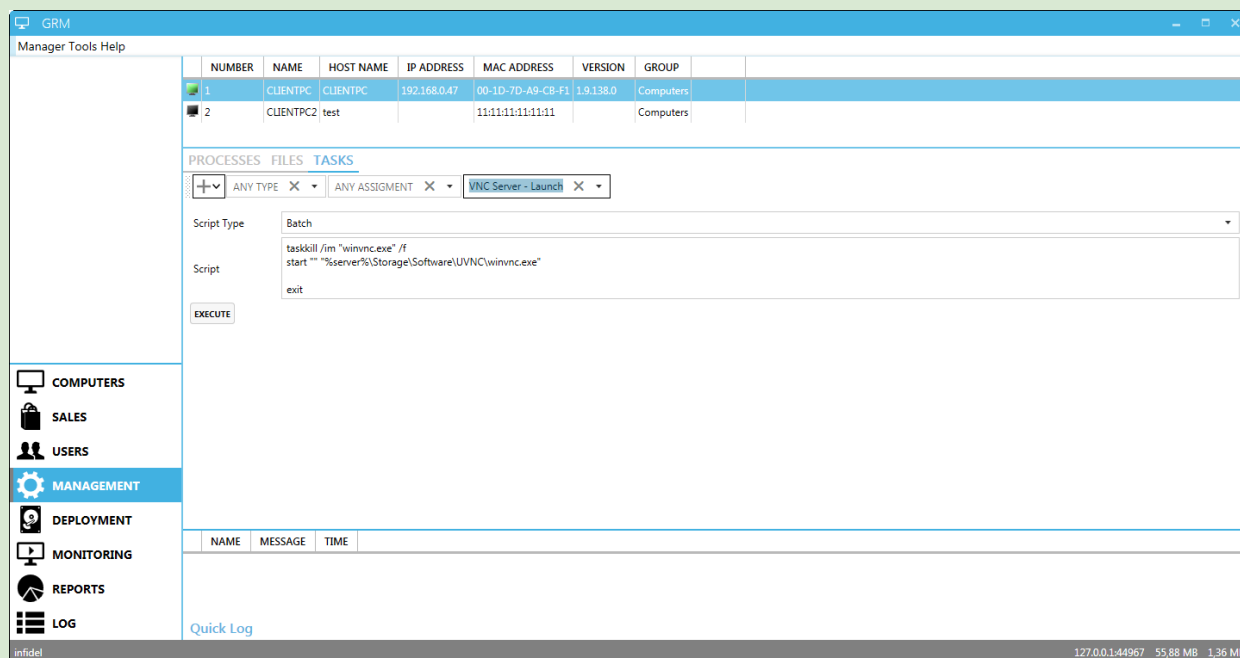 GRM
Manager Tools Help
NUMBER NAME HOST NAME IP ADDRESS MAC ADDRESS VERSION GROUP
1 CLIENTPC CLIENTPC 192.168.0.47 00-1D-7D-A9-CB-F1 1.9.138.0 Computers
2 CLIENTPC2 test 11:11:11:11:11:11 Computers
PROCESSES FILES TASKS
ANY TYPE ANY ASSIGMENT VNC Server - Launch
Script Type Batch
Script
taskkill /im "winvnc.exe" /f
start "" "%server%\Storage\Software\UVNC\winvnc.exe"
exit
EXECUTE
COMPUTERS
SALES
USERS
MANAGEMENT
DEPLOYMENT
MONITORING
REPORTS
LOG
NAME MESSAGE TIME
Quick Log
infidel 127.0.0.1:44967 55,88 MB 1,36 M